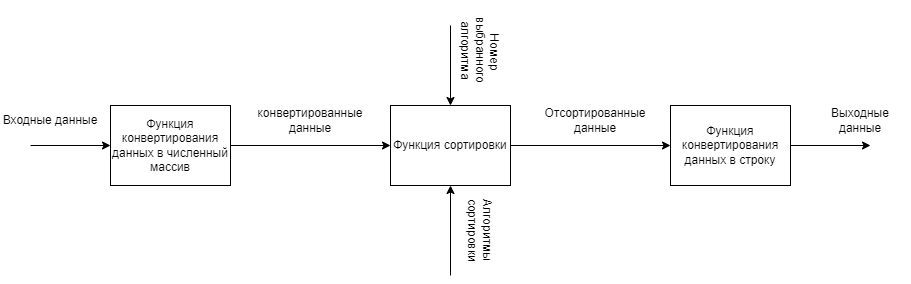 Номер
выбранного
алгоритма
Входные данные
Функция
конвертирования
данных в численный
массив
конвертированные
данные
Функция сортировки
Отсортированные
данные
Функция
конвертирования
данных в строку
Выходные
данные
Алгоритмы
сортировки